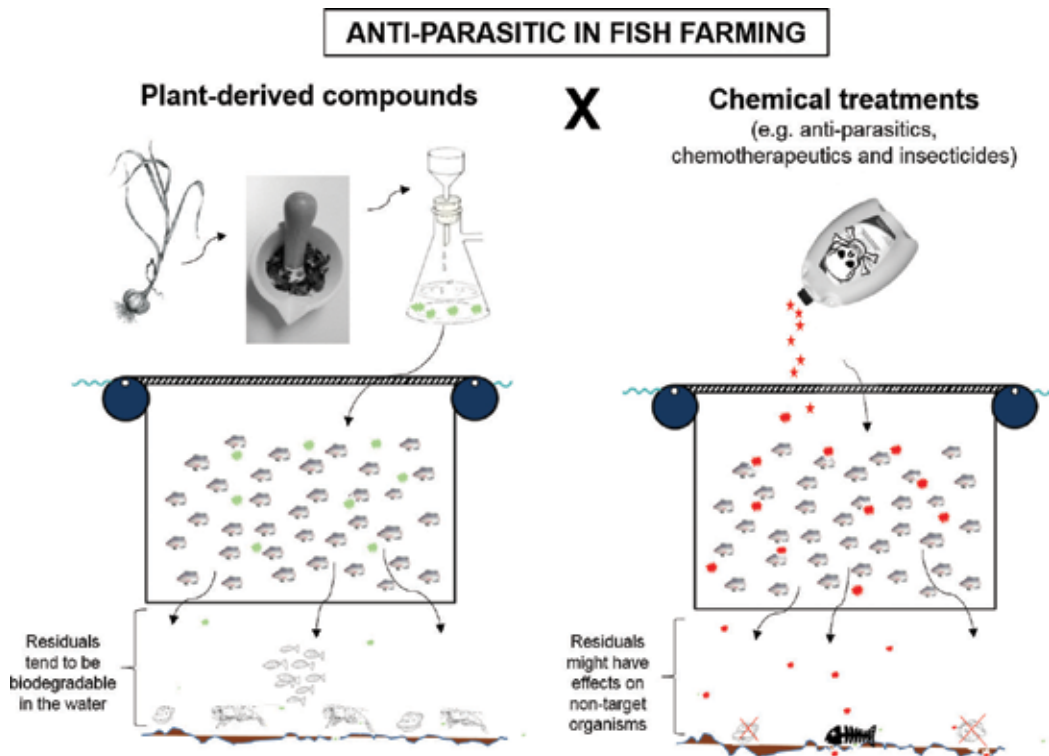 ANTI-PARASITIC IN FISH FARMING
Plant-derived compounds
X
Chemical treatments
(e.g. anti-parasitics,
chemotherapeutics and insecticides)
Residuals
tend to be
biodegradable
in the water
Residuals
might have
effects on
non-target
organisms